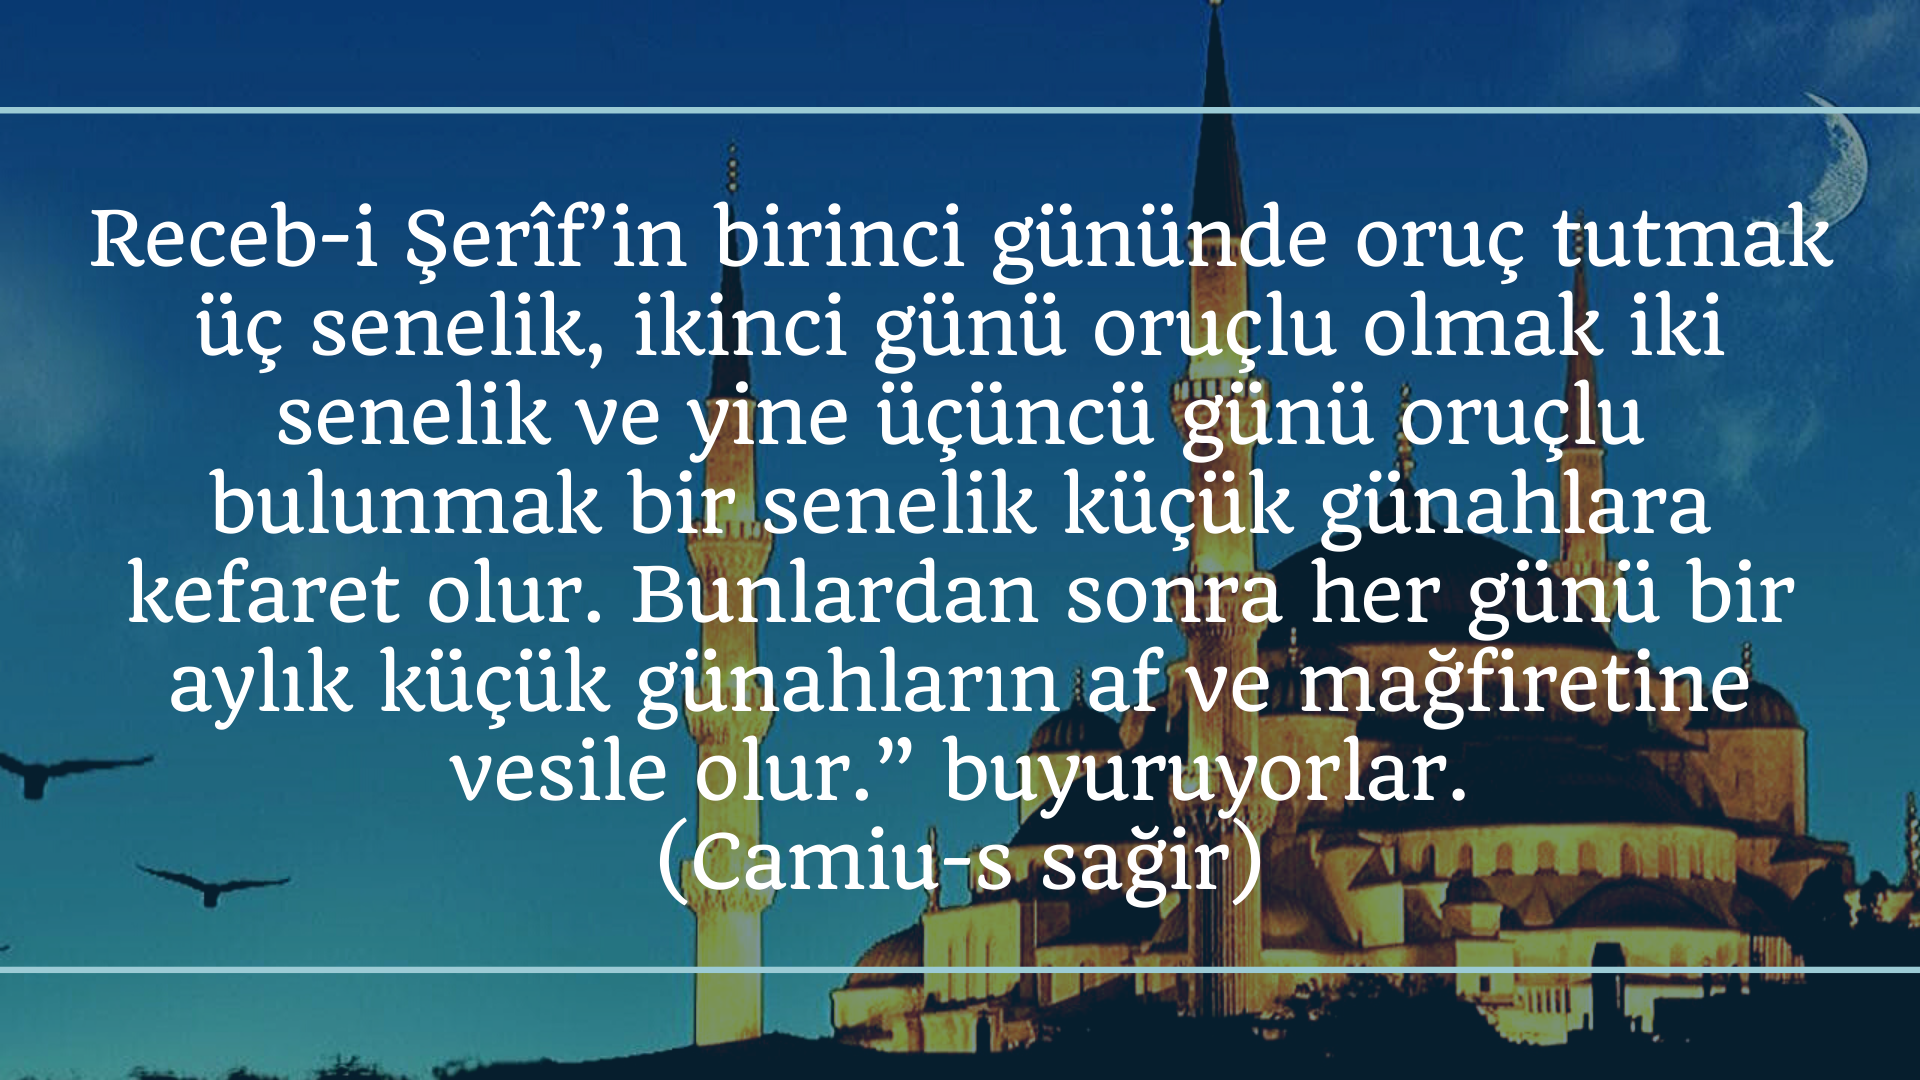 Receb-i Şerîf’in birinci gününde oruç tutmak
üç senelik, ikinci günü oruçlu olmak iki
senelik ve yine üçüncü günü oruçlu
bulunmak bir senelik küçük günahlara
kefaret olur. Bunlardan sonra her günü bir
aylık küçük günahların af ve mağfiretine
vesile olur.” buyuruyorlar.
(Camiu-s sağir)